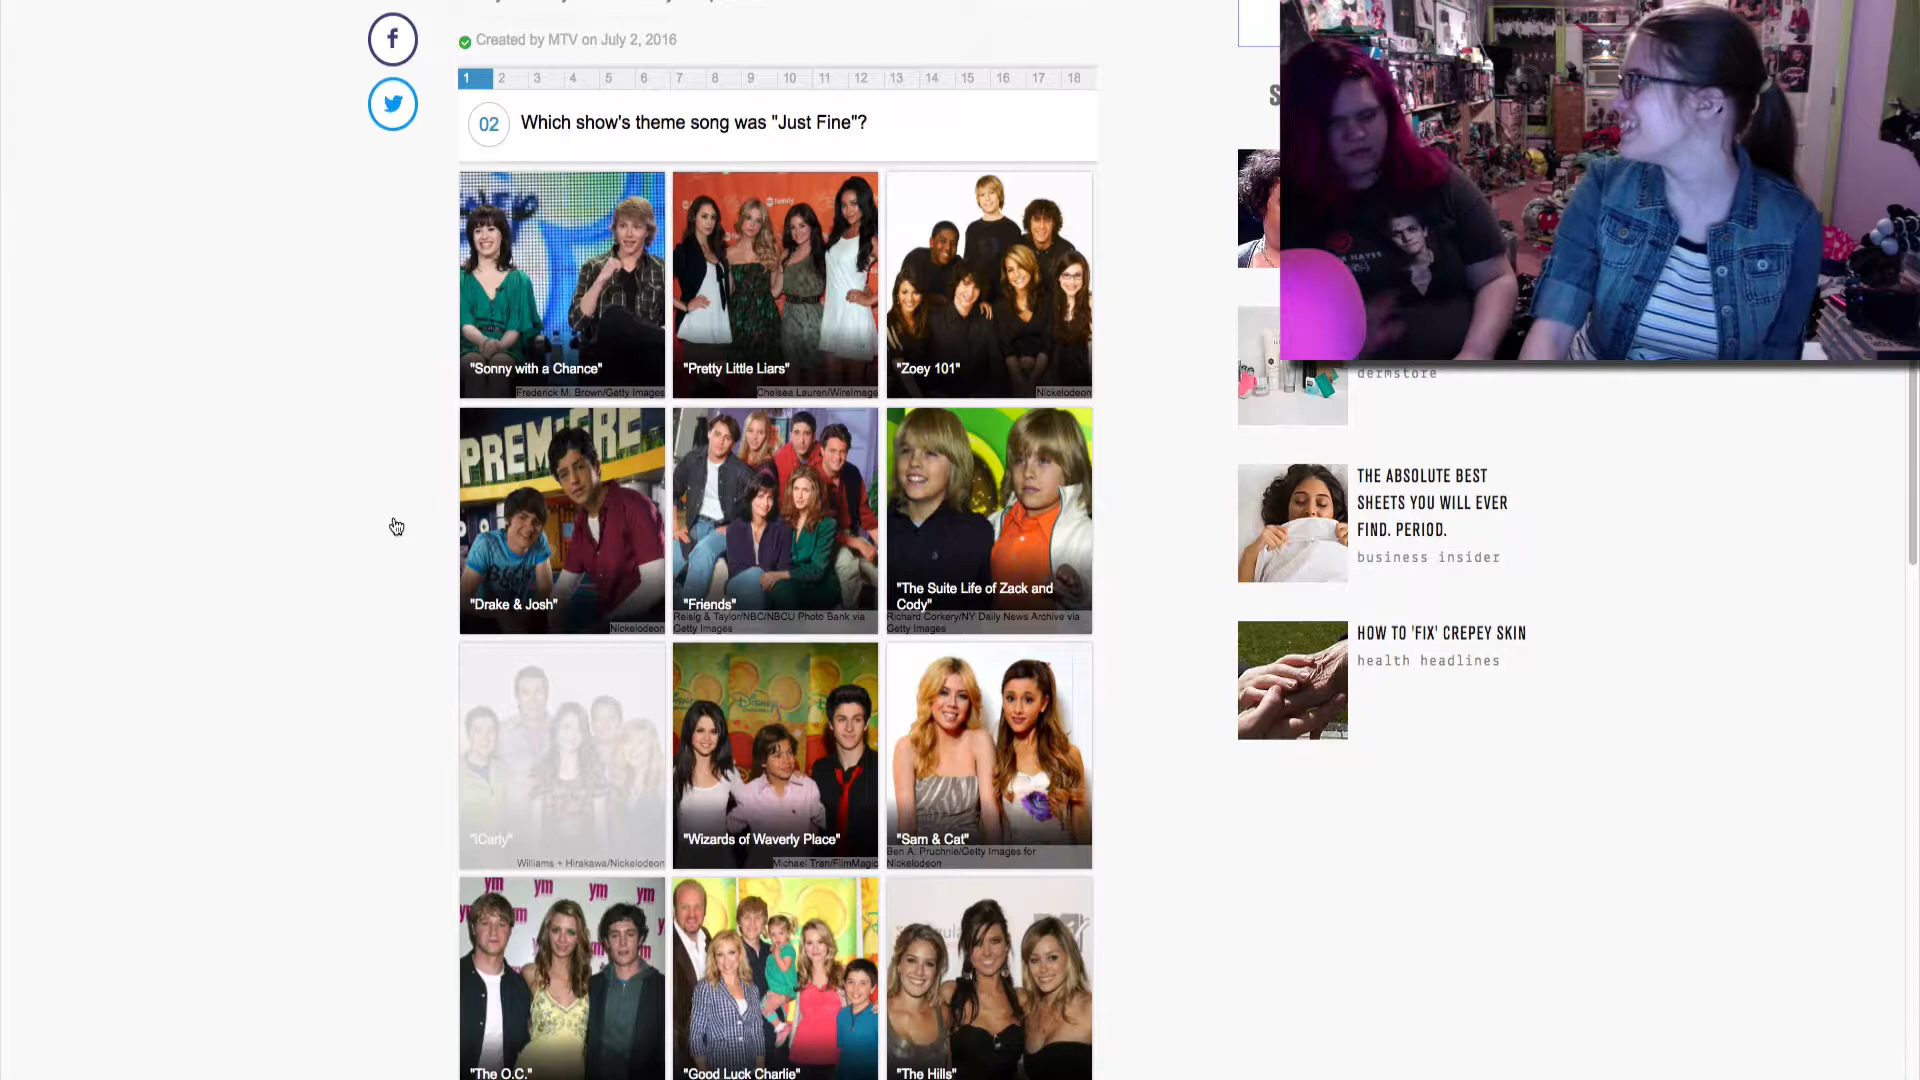 Created by MTV on July 2, 2016
1 2 3 4 5 6 7 8 9 10 11 12 13 14 15 16 17 18
02 Which show's theme song was "Just Fine"?
"Sonny with a Chance"
Frederick M. Brown/Getty Images
"Pretty Little Liars"
Chelsea Lauren/WireImage
"Zoey 101"
Nickelodeon
PREMIERE
"Drake & Josh"
Nickelodeon
"Friends"
Reisig & Taylor/NBC/NBCU Photo Bank via
Getty Images
"The Suite Life of Zack and
Cody"
Richard Corkery/NY Daily News Archive via
Getty Images
"iCarly"
Williams + Hirakawa/Nickelodeon
"Wizards of Waverly Place"
Michael Tran/FilmMagic
"Sam & Cat"
Ben A. Pruchnie/Getty Images for
Nickelodeon
ym ym ym ym
"The O.C."
"Good Luck Charlie"
"The Hills"
dermstore
THE ABSOLUTE BEST
SHEETS YOU WILL EVER
FIND. PERIOD.
business insider
HOW TO 'FIX' CREPEY SKIN
health headlines